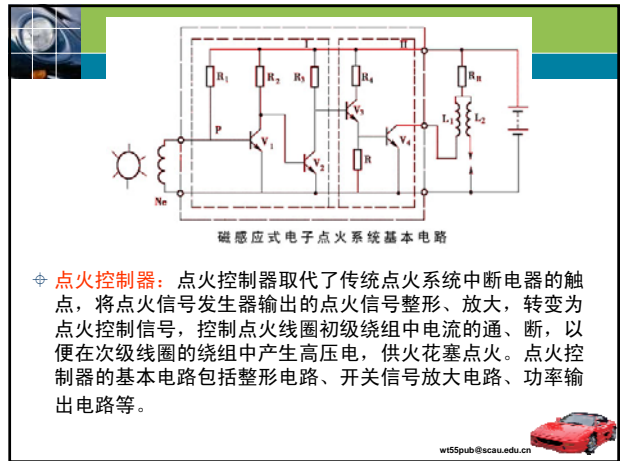 I
II
R1
R2
R3
R4
RH
P
V1
V2
V3
V4
L1
L2
R
Ne
磁感应式电子点火系统基本电路
点火控制器：点火控制器取代了传统点火系统中断电器的触
点，将点火信号发生器输出的点火信号整形、放大，转变为
点火控制信号，控制点火线圈初级绕组中电流的通、断，以
便在次级线圈的绕组中产生高压电，供火花塞点火。点火控
制器的基本电路包括整形电路、开关信号放大电路、功率输
出电路等。
wt55pub@scau.edu.cn